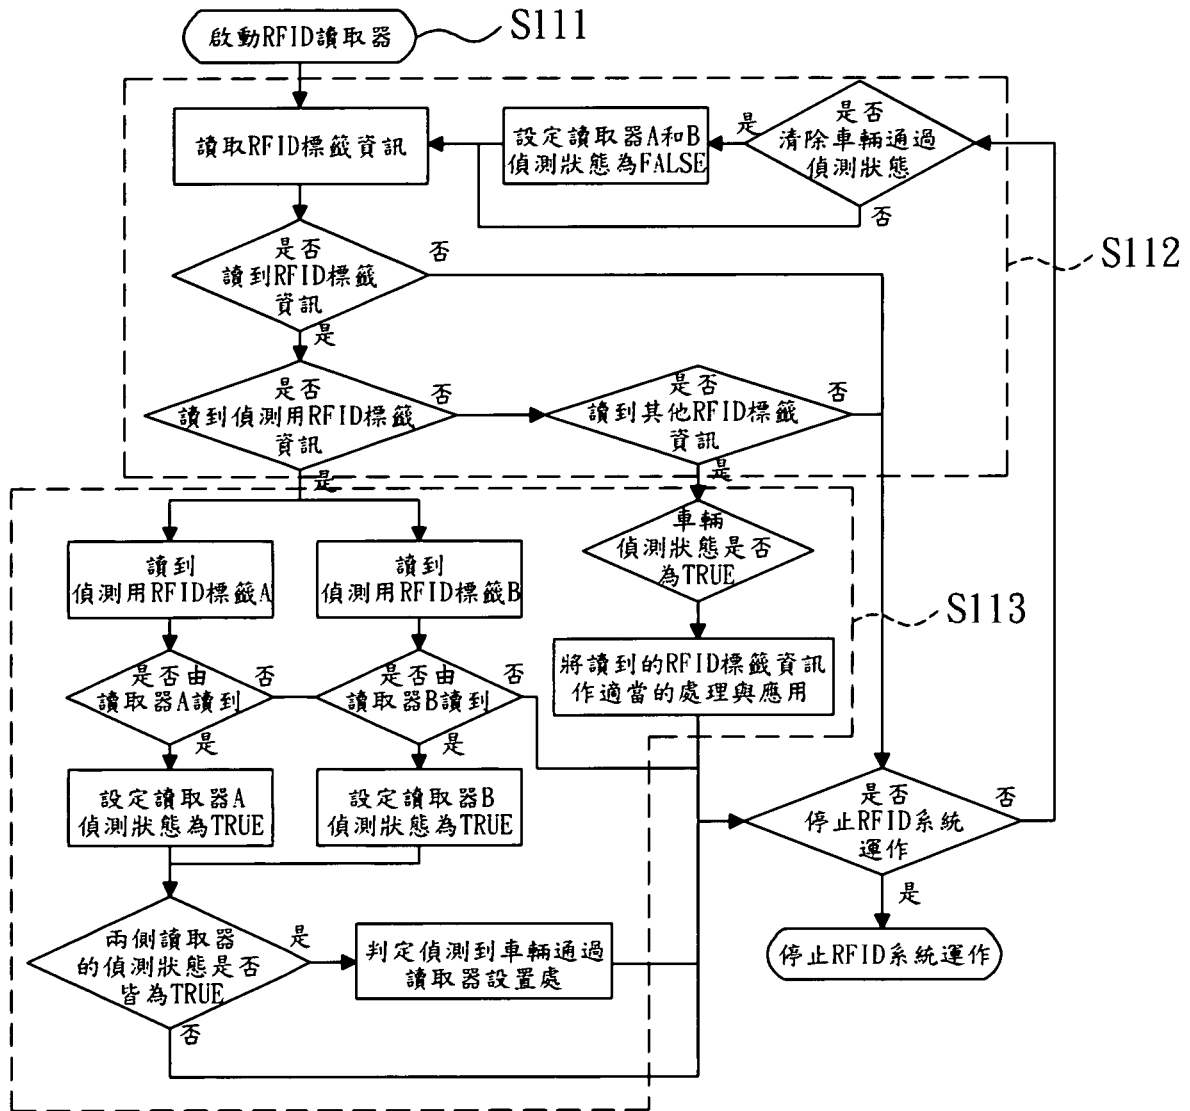 啟動RFID讀取器
S111
讀取RFID標籤資訊
設定讀取器A和B
偵測狀態為FALSE
是
是否
清除車輛通過
偵測狀態
否
是否
讀到RFID標籤
資訊
否
是
S112
是否
讀到偵測用RFID標籤
資訊
否
是
是否
讀到其他RFID標籤
資訊
否
是
讀到
偵測用RFID標籤A
讀到
偵測用RFID標籤B
車輛
偵測狀態是否
為TRUE
S113
是否由
讀取器A讀到
否
是
是否由
讀取器B讀到
否
是
將讀到的RFID標籤資訊
作適當的處理與應用
設定讀取器A
偵測狀態為TRUE
設定讀取器B
偵測狀態為TRUE
是否
停止RFID系統
運作
否
是
兩側讀取器
的偵測狀態是否
皆為TRUE
是
否
判定偵測到車輛通過
讀取器設置處
停止RFID系統運作